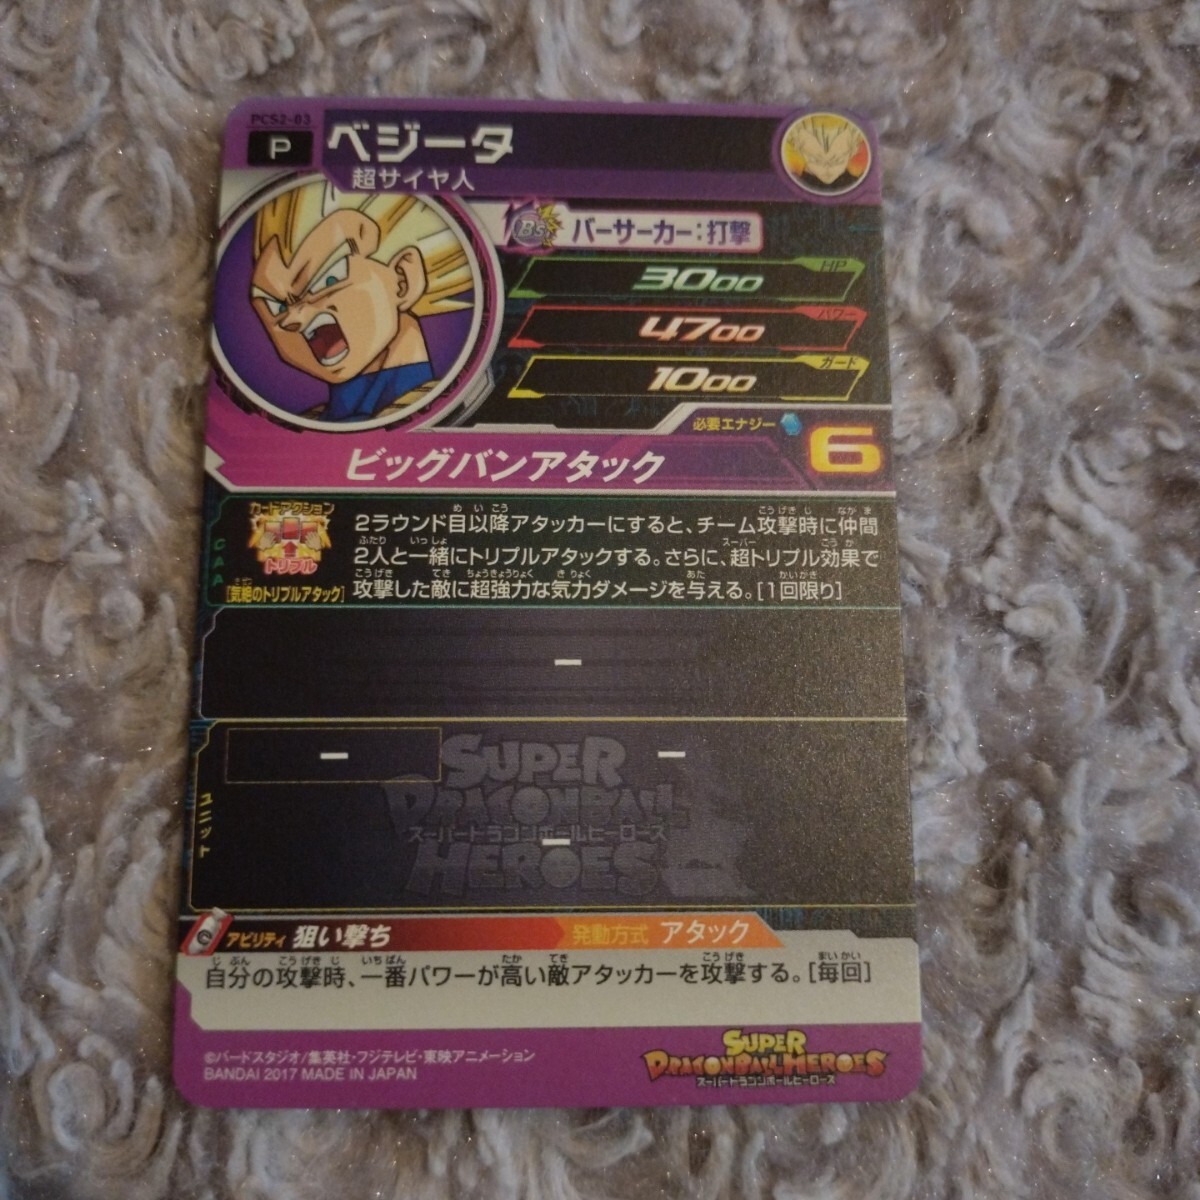 PCS2-03
P
ベジータ
超サイヤ人
Bs
バーサーカー:打撃
HP
3000
パワー
4700
ガード
1000
必要エナジー
6
ビッグバンアタック
CAA
カードアクション
トリプル
[気絶のトリプルアタック]
2ラウンド目以降アタッカーにすると、チーム攻撃時に仲間
2人と一緒にトリプルアタックする。さらに、超トリプル効果で
攻撃した敵に超強力な気力ダメージを与える。[1回限り]
ー
ユニット
ー
ー
ー
SUPER
DRAGONBALL
スーパードラゴンボールヒーローズ
HEROES
アビリティ 狙い撃ち
発動方式 アタック
自分の攻撃時、一番パワーが高い敵アタッカーを攻撃する。[毎回]
©バードスタジオ/集英社・フジテレビ・東映アニメーション
BANDAI 2017 MADE IN JAPAN
SUPER
DRAGONBALL HEROES
スーパードラゴンボールヒーローズ